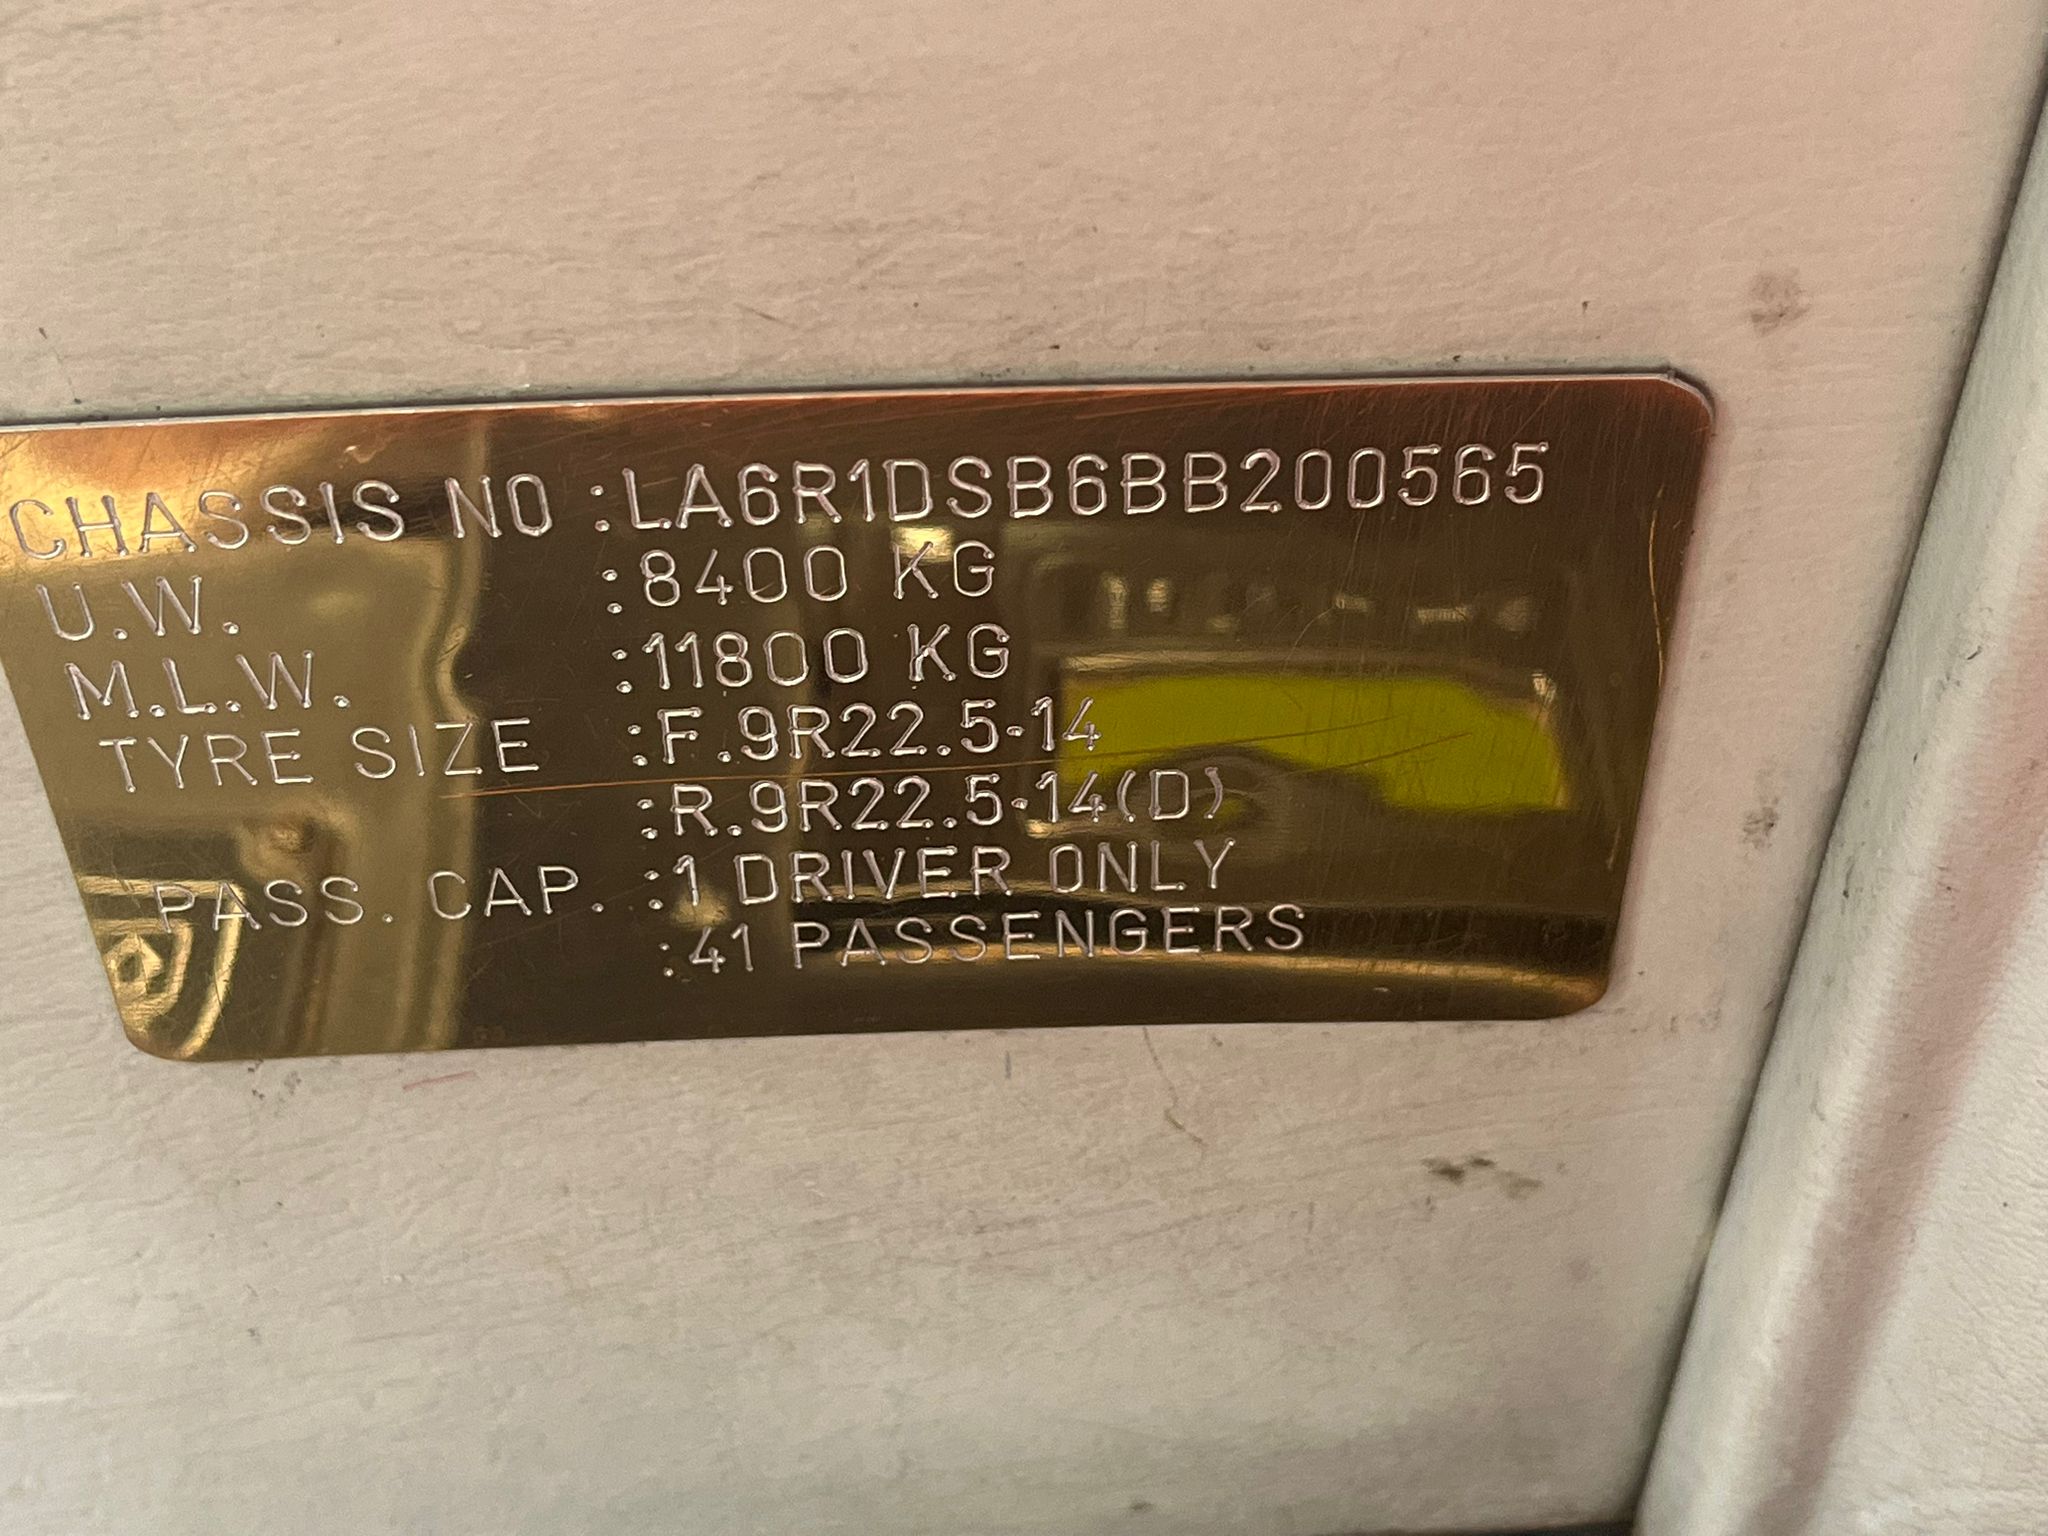 CHASSIS NO :LA6R1DSB6BB200565
U.W. :8400 KG
M.L.W. :11800 KG
TYRE SIZE :F.9R22.5-14
:R.9R22.5-14(D)
PASS. CAP. :1 DRIVER ONLY
:41 PASSENGERS